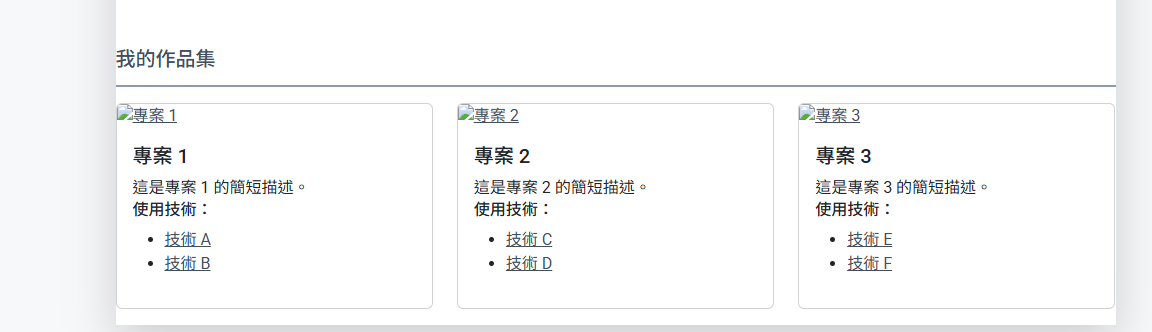 我的作品集
專案 1
專案 1
這是專案 1 的簡短描述。
使用技術：
技術 A
技術 B
專案 2
專案 2
這是專案 2 的簡短描述。
使用技術：
技術 C
技術 D
專案 3
專案 3
這是專案 3 的簡短描述。
使用技術：
技術 E
技術 F